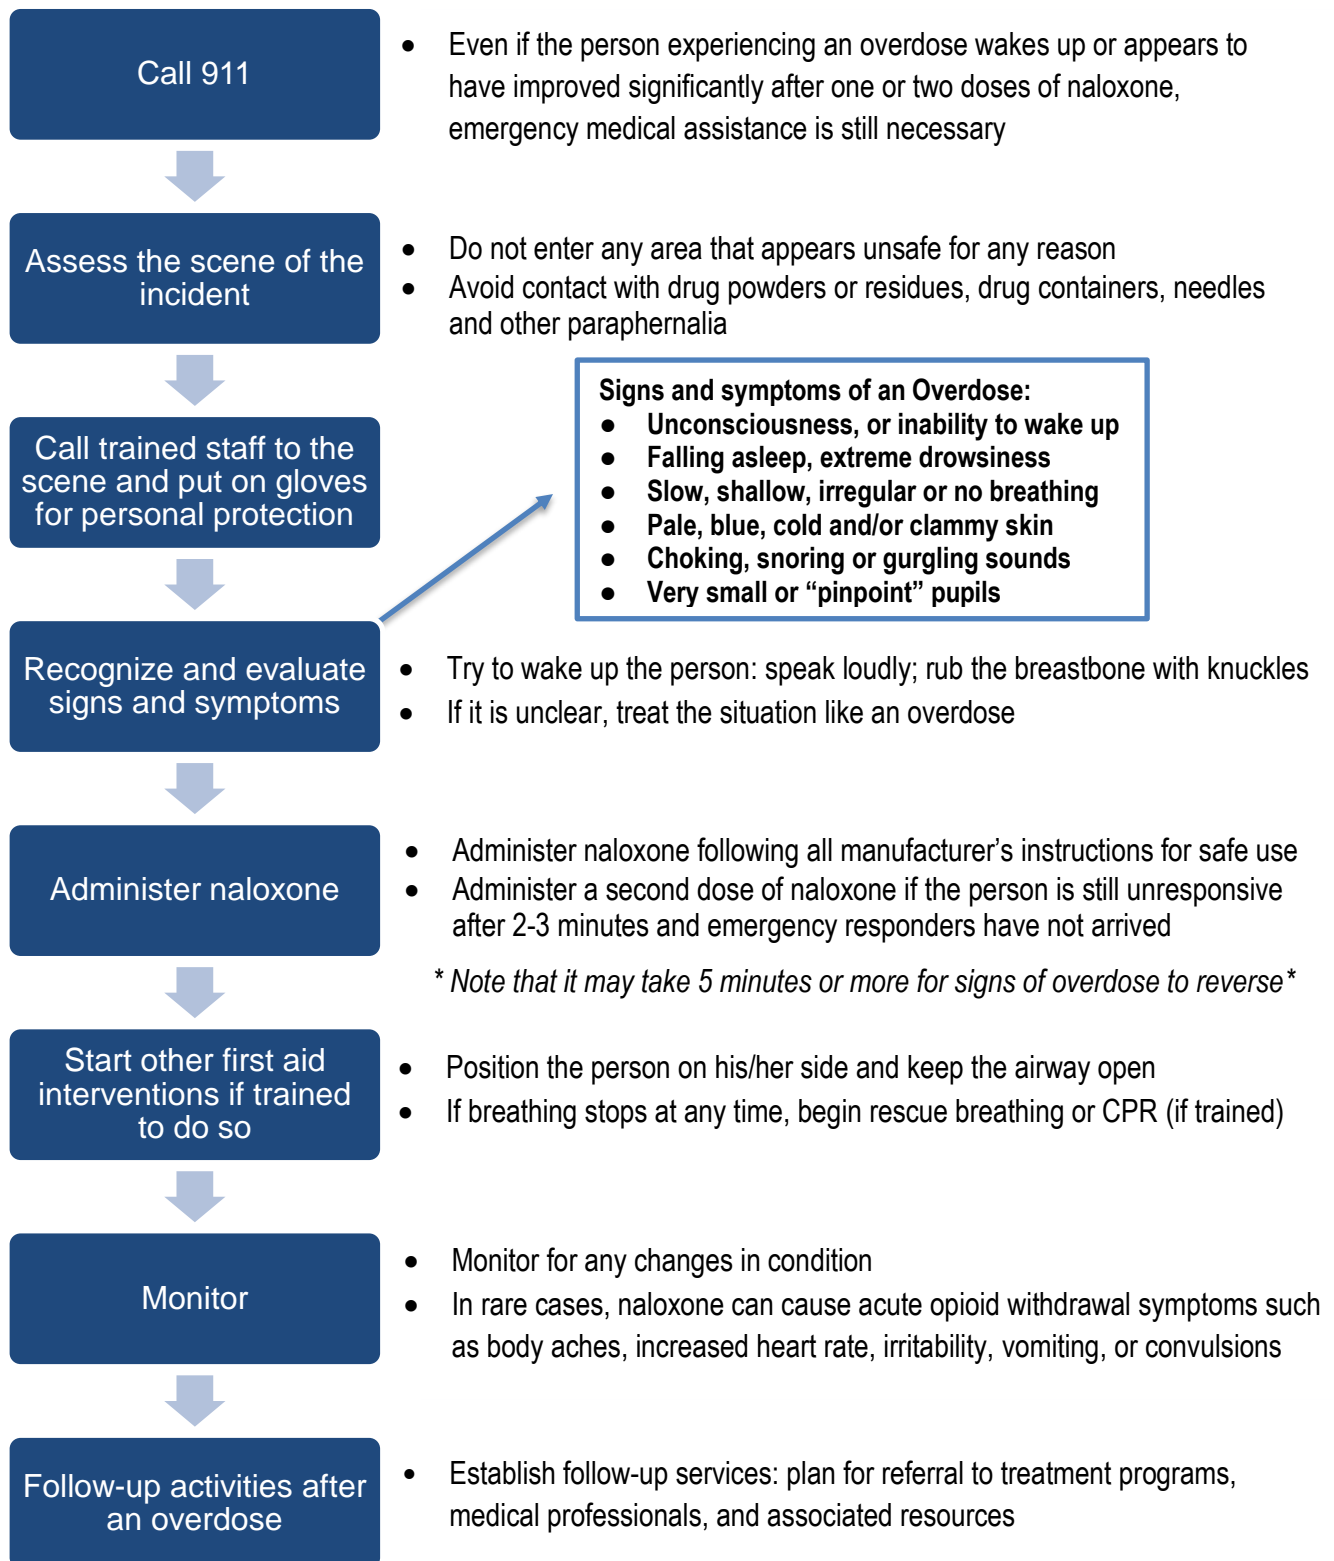 Call 911
• Even if the person experiencing an overdose wakes up or appears to
have improved significantly after one or two doses of naloxone,
emergency medical assistance is still necessary
Assess the scene of the
incident
• Do not enter any area that appears unsafe for any reason
• Avoid contact with drug powders or residues, drug containers, needles
and other paraphernalia
Call trained staff to the
scene and put on gloves
for personal protection
Signs and symptoms of an Overdose:
● Unconsciousness, or inability to wake up
● Falling asleep, extreme drowsiness
● Slow, shallow, irregular or no breathing
● Pale, blue, cold and/or clammy skin
● Choking, snoring or gurgling sounds
● Very small or “pinpoint” pupils
Recognize and evaluate
signs and symptoms
• Try to wake up the person: speak loudly; rub the breastbone with knuckles
• If it is unclear, treat the situation like an overdose
Administer naloxone
• Administer naloxone following all manufacturer’s instructions for safe use
• Administer a second dose of naloxone if the person is still unresponsive
after 2-3 minutes and emergency responders have not arrived
* Note that it may take 5 minutes or more for signs of overdose to reverse*
Start other first aid
interventions if trained
to do so
• Position the person on his/her side and keep the airway open
• If breathing stops at any time, begin rescue breathing or CPR (if trained)
Monitor
• Monitor for any changes in condition
• In rare cases, naloxone can cause acute opioid withdrawal symptoms such
as body aches, increased heart rate, irritability, vomiting, or convulsions
Follow-up activities after
an overdose
• Establish follow-up services: plan for referral to treatment programs,
medical professionals, and associated resources